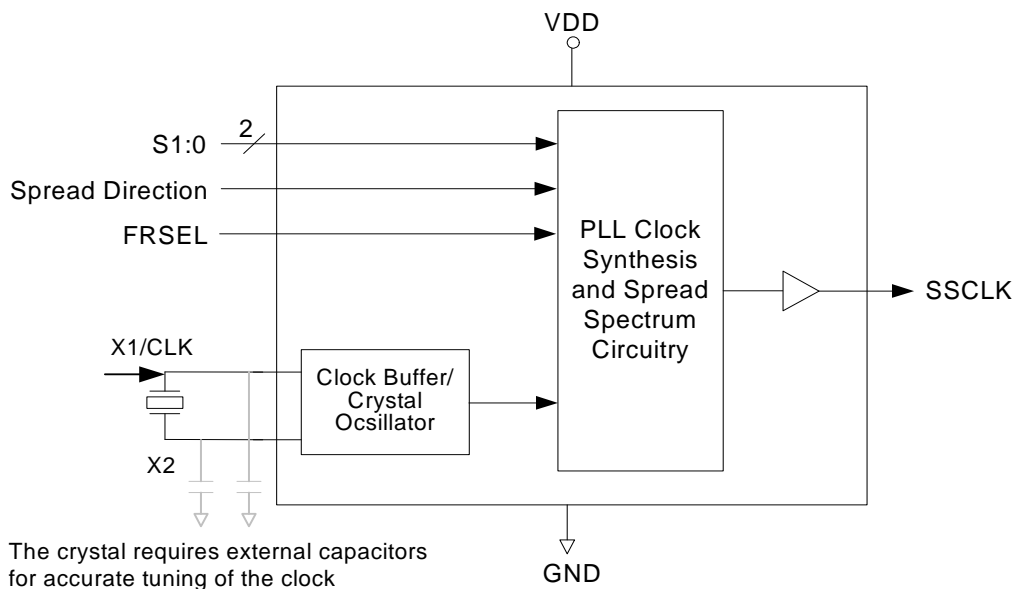 VDD
2
S1:0
Spread Direction
FRSEL
PLL Clock
Synthesis
and Spread
Spectrum
Circuitry
SSCLK
X1/CLK
Clock Buffer/
Crystal
Ocsillator
X2
The crystal requires external capacitors
for accurate tuning of the clock
GND